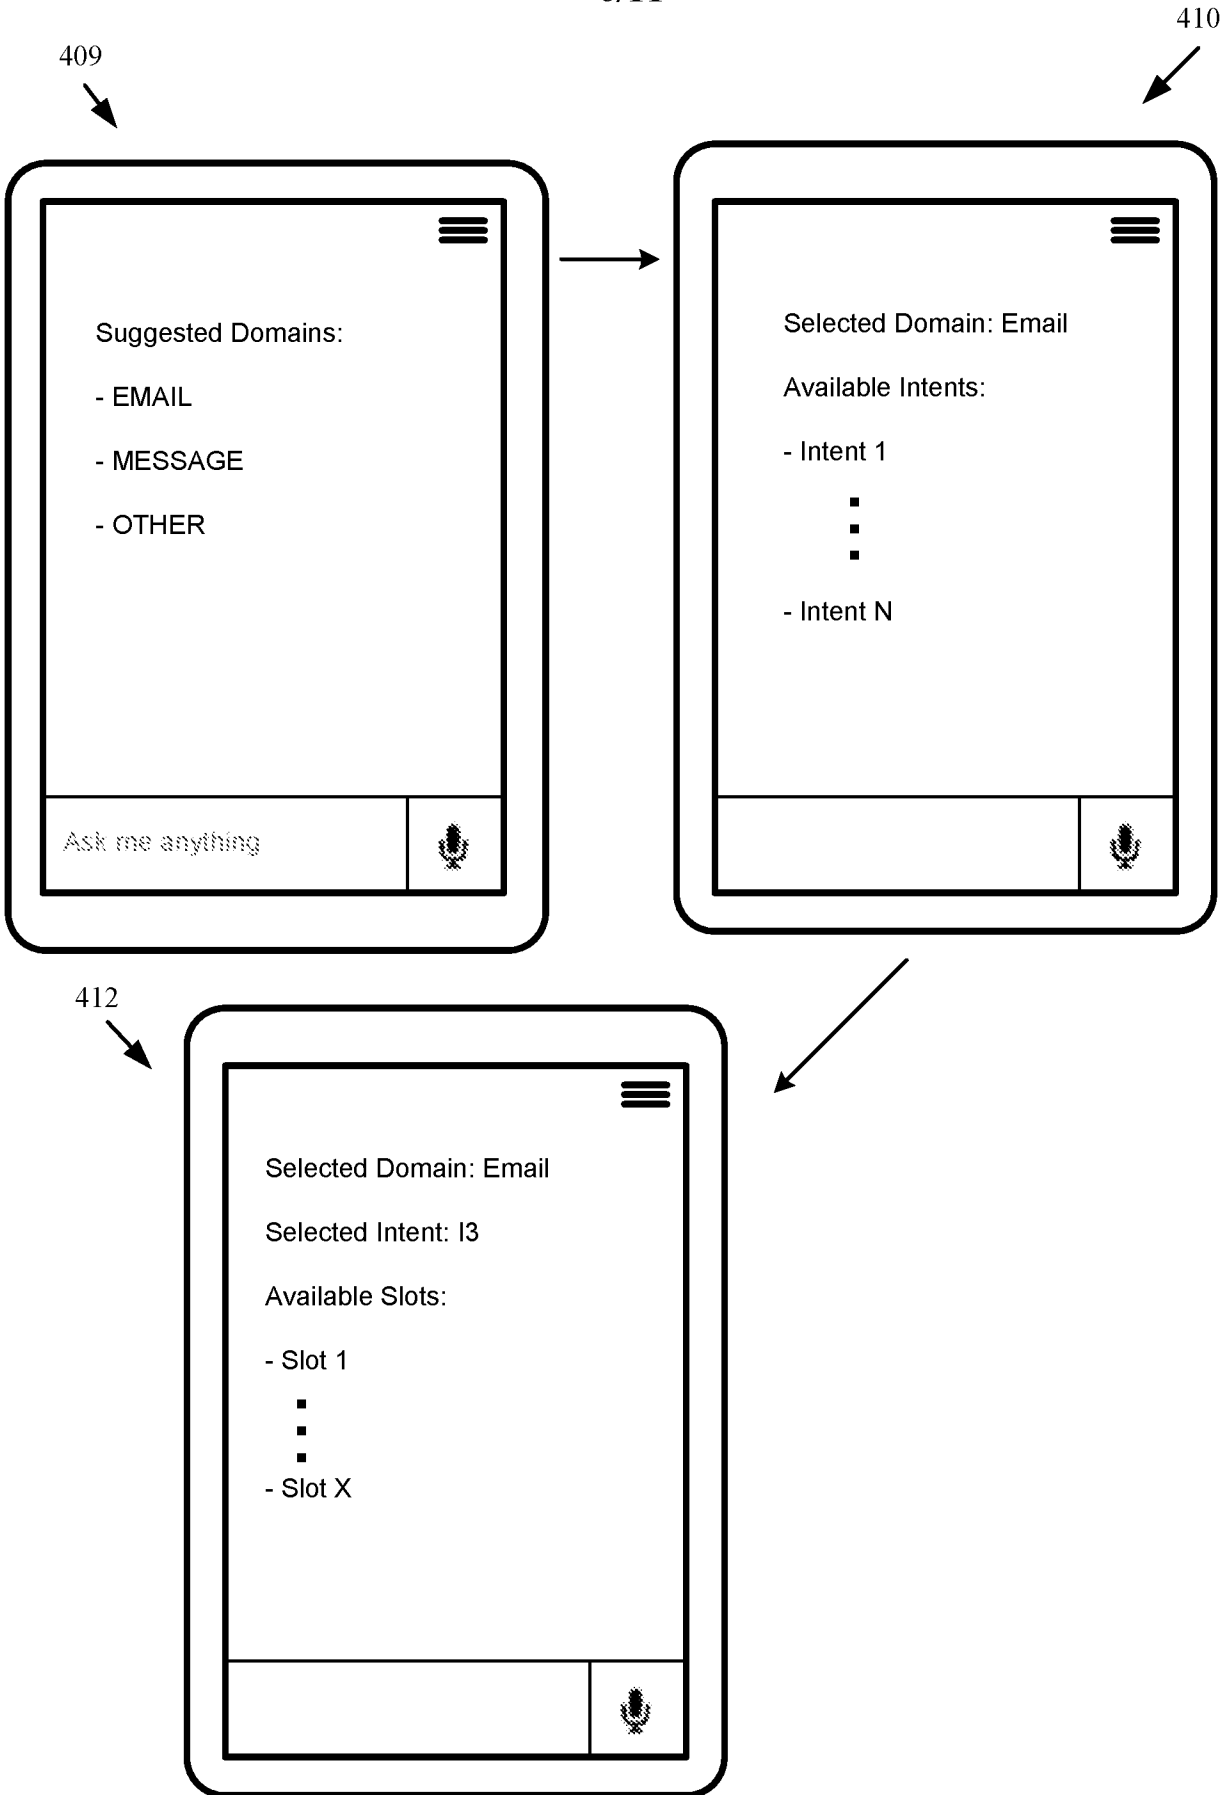 409
410
Suggested Domains:
- EMAIL
- MESSAGE
- OTHER
Ask me anything
Selected Domain: Email
Available Intents:
- Intent 1
- Intent N
412
Selected Domain: Email
Selected Intent: I3
Available Slots:
- Slot 1
- Slot X